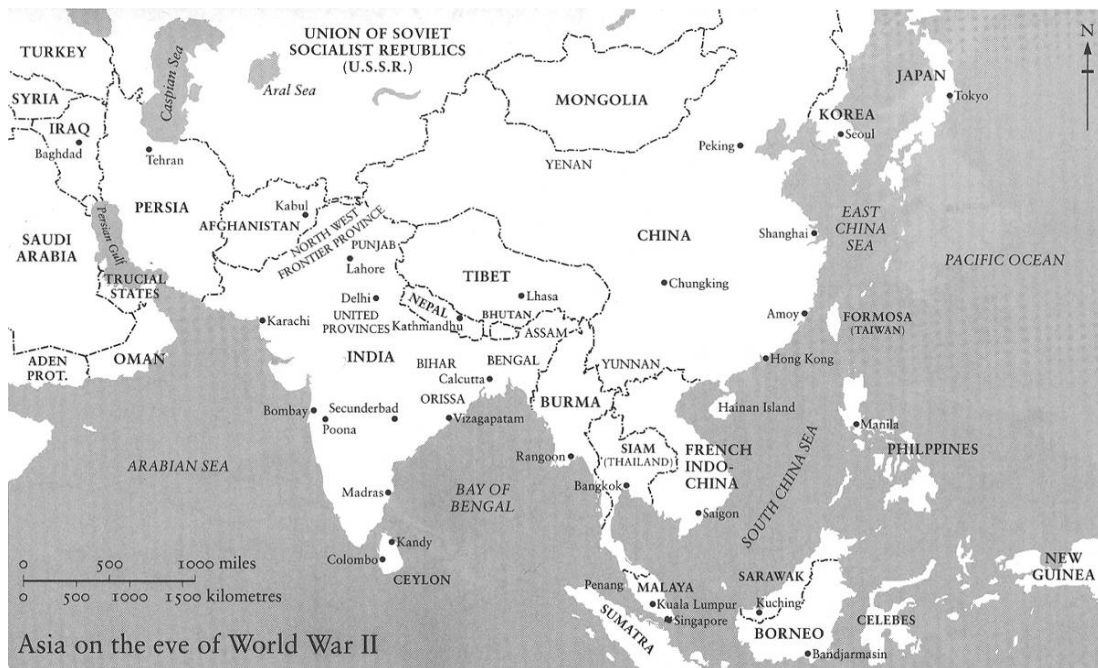 UNION OF SOVIET
SOCIALIST REPUBLICS
(U.S.S.R.)
TURKEY
Caspian Sea
Aral Sea
N
JAPAN
Tokyo
SYRIA
MONGOLIA
KOREA
Seoul
IRAQ
Baghdad
Tehran
Peking
YENAN
PERSIA
Kabul
AFGHANISTAN
NORTH WEST
FRONTIER PROVINCE
Persian Gulf
SAUDI
ARABIA
PUNJAB
Lahore
CHINA
Shanghai
EAST
CHINA
SEA
PACIFIC OCEAN
TRUCIAL
STATES
TIBET
Lhasa
Chungking
Delhi
UNITED
PROVINCES
NEPAL
Kathmandhu
BHUTAN
ASSAM
Karachi
Amoy
FORMOSA
(TAIWAN)
ADEN
PROT.
OMAN
INDIA
BIHAR
BENGAL
Calcutta
YUNNAN
Hong Kong
ORISSA
BURMA
Bombay
Secunderbad
Poona
Vizagapatam
Hainan Island
Manila
PHILPPINES
ARABIAN SEA
Rangoon
SIAM
(THAILAND)
FRENCH
INDO-
CHINA
Bangkok
SOUTH CHINA SEA
Madras
BAY OF
BENGAL
Saigon
Kandy
Colombo
CEYLON
0 500 1000 miles
0 500 1000 1500 kilometres
Penang
MALAYA
Kuala Lumpur
Singapore
SARAWAK
Kuching
NEW
GUINEA
SUMATRA
BORNEO
CELEBES
Bandjarmasin
Asia on the eve of World War II